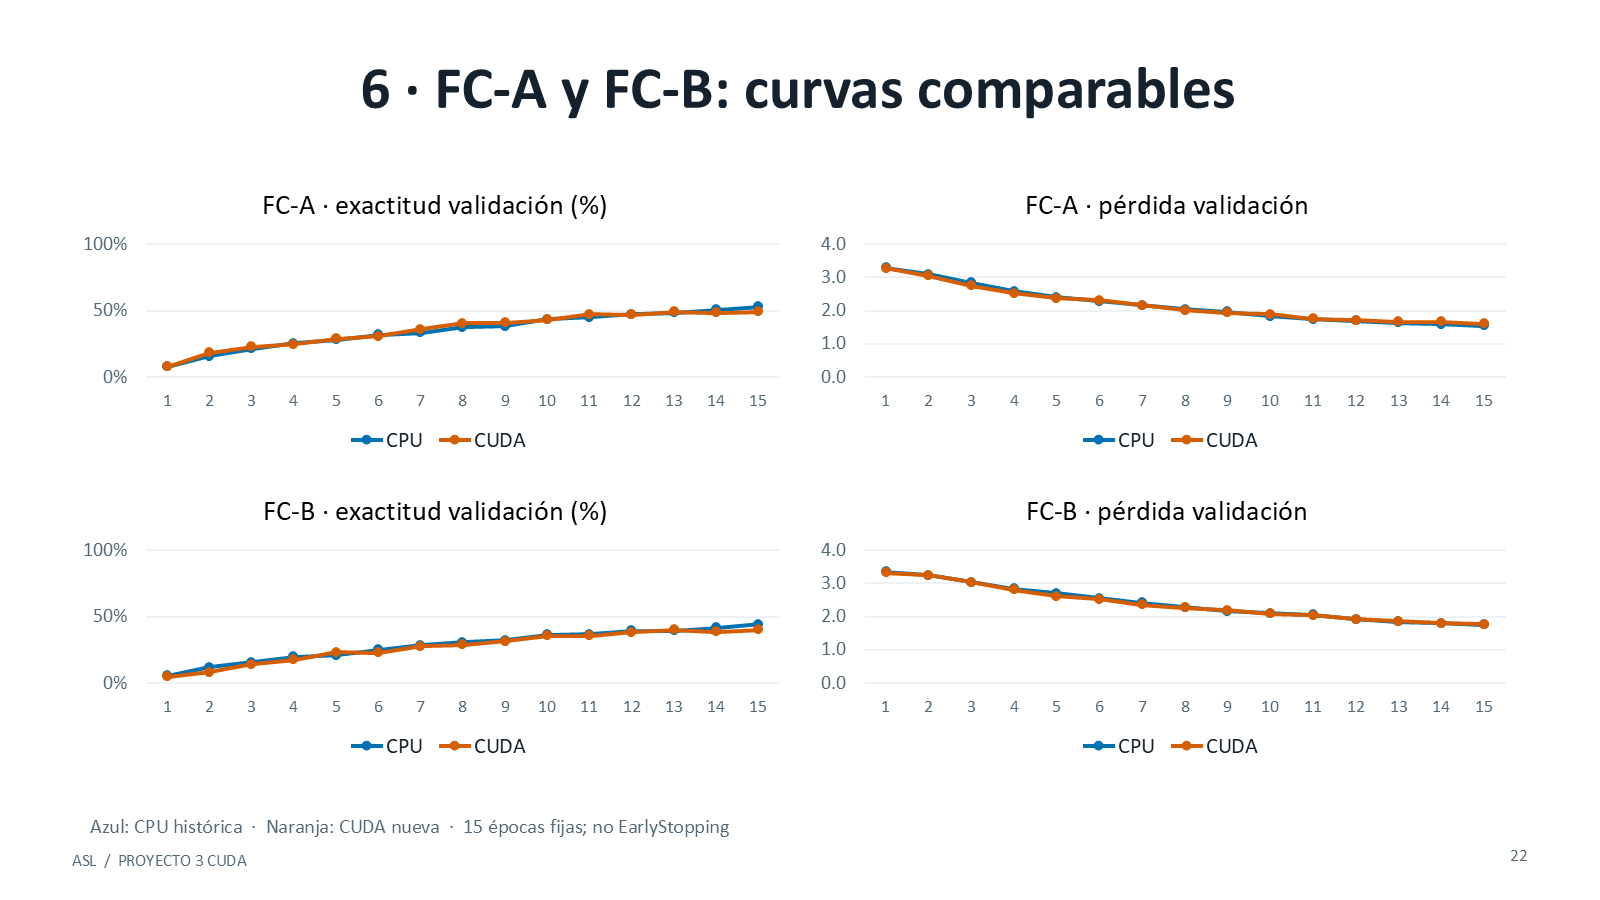 6 · FC-A y FC-B: curvas comparables
FC-A · exactitud validación (%)
100%
50%
0%
1 2 3 4 5 6 7 8 9 10 11 12 13 14 15
CPU CUDA
FC-A · pérdida validación
4.0
3.0
2.0
1.0
0.0
1 2 3 4 5 6 7 8 9 10 11 12 13 14 15
CPU CUDA
FC-B · exactitud validación (%)
100%
50%
0%
1 2 3 4 5 6 7 8 9 10 11 12 13 14 15
CPU CUDA
FC-B · pérdida validación
4.0
3.0
2.0
1.0
0.0
1 2 3 4 5 6 7 8 9 10 11 12 13 14 15
CPU CUDA
Azul: CPU histórica · Naranja: CUDA nueva · 15 épocas fijas; no EarlyStopping
ASL / PROYECTO 3 CUDA
22